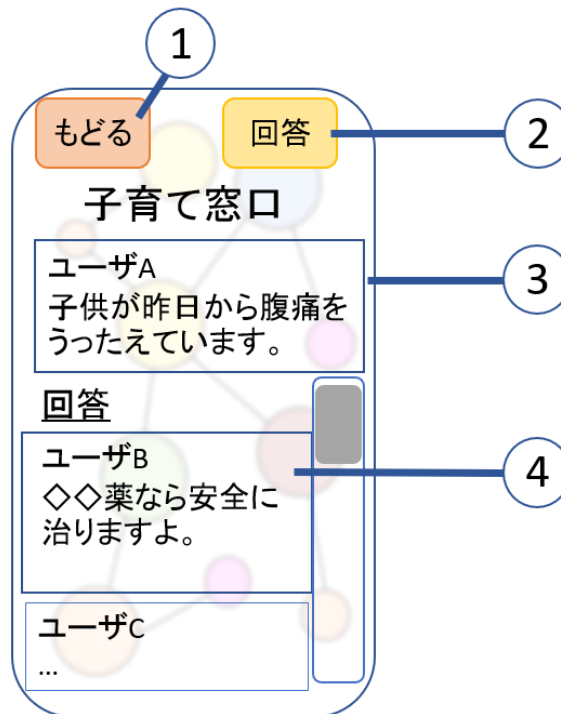 1
もどる
回答
2
子育て窓口
ユーザA
子供が昨日から腹痛を
うったえています。
3
回答
ユーザB
◇◇薬なら安全に
治りますよ。
4
ユーザC
...